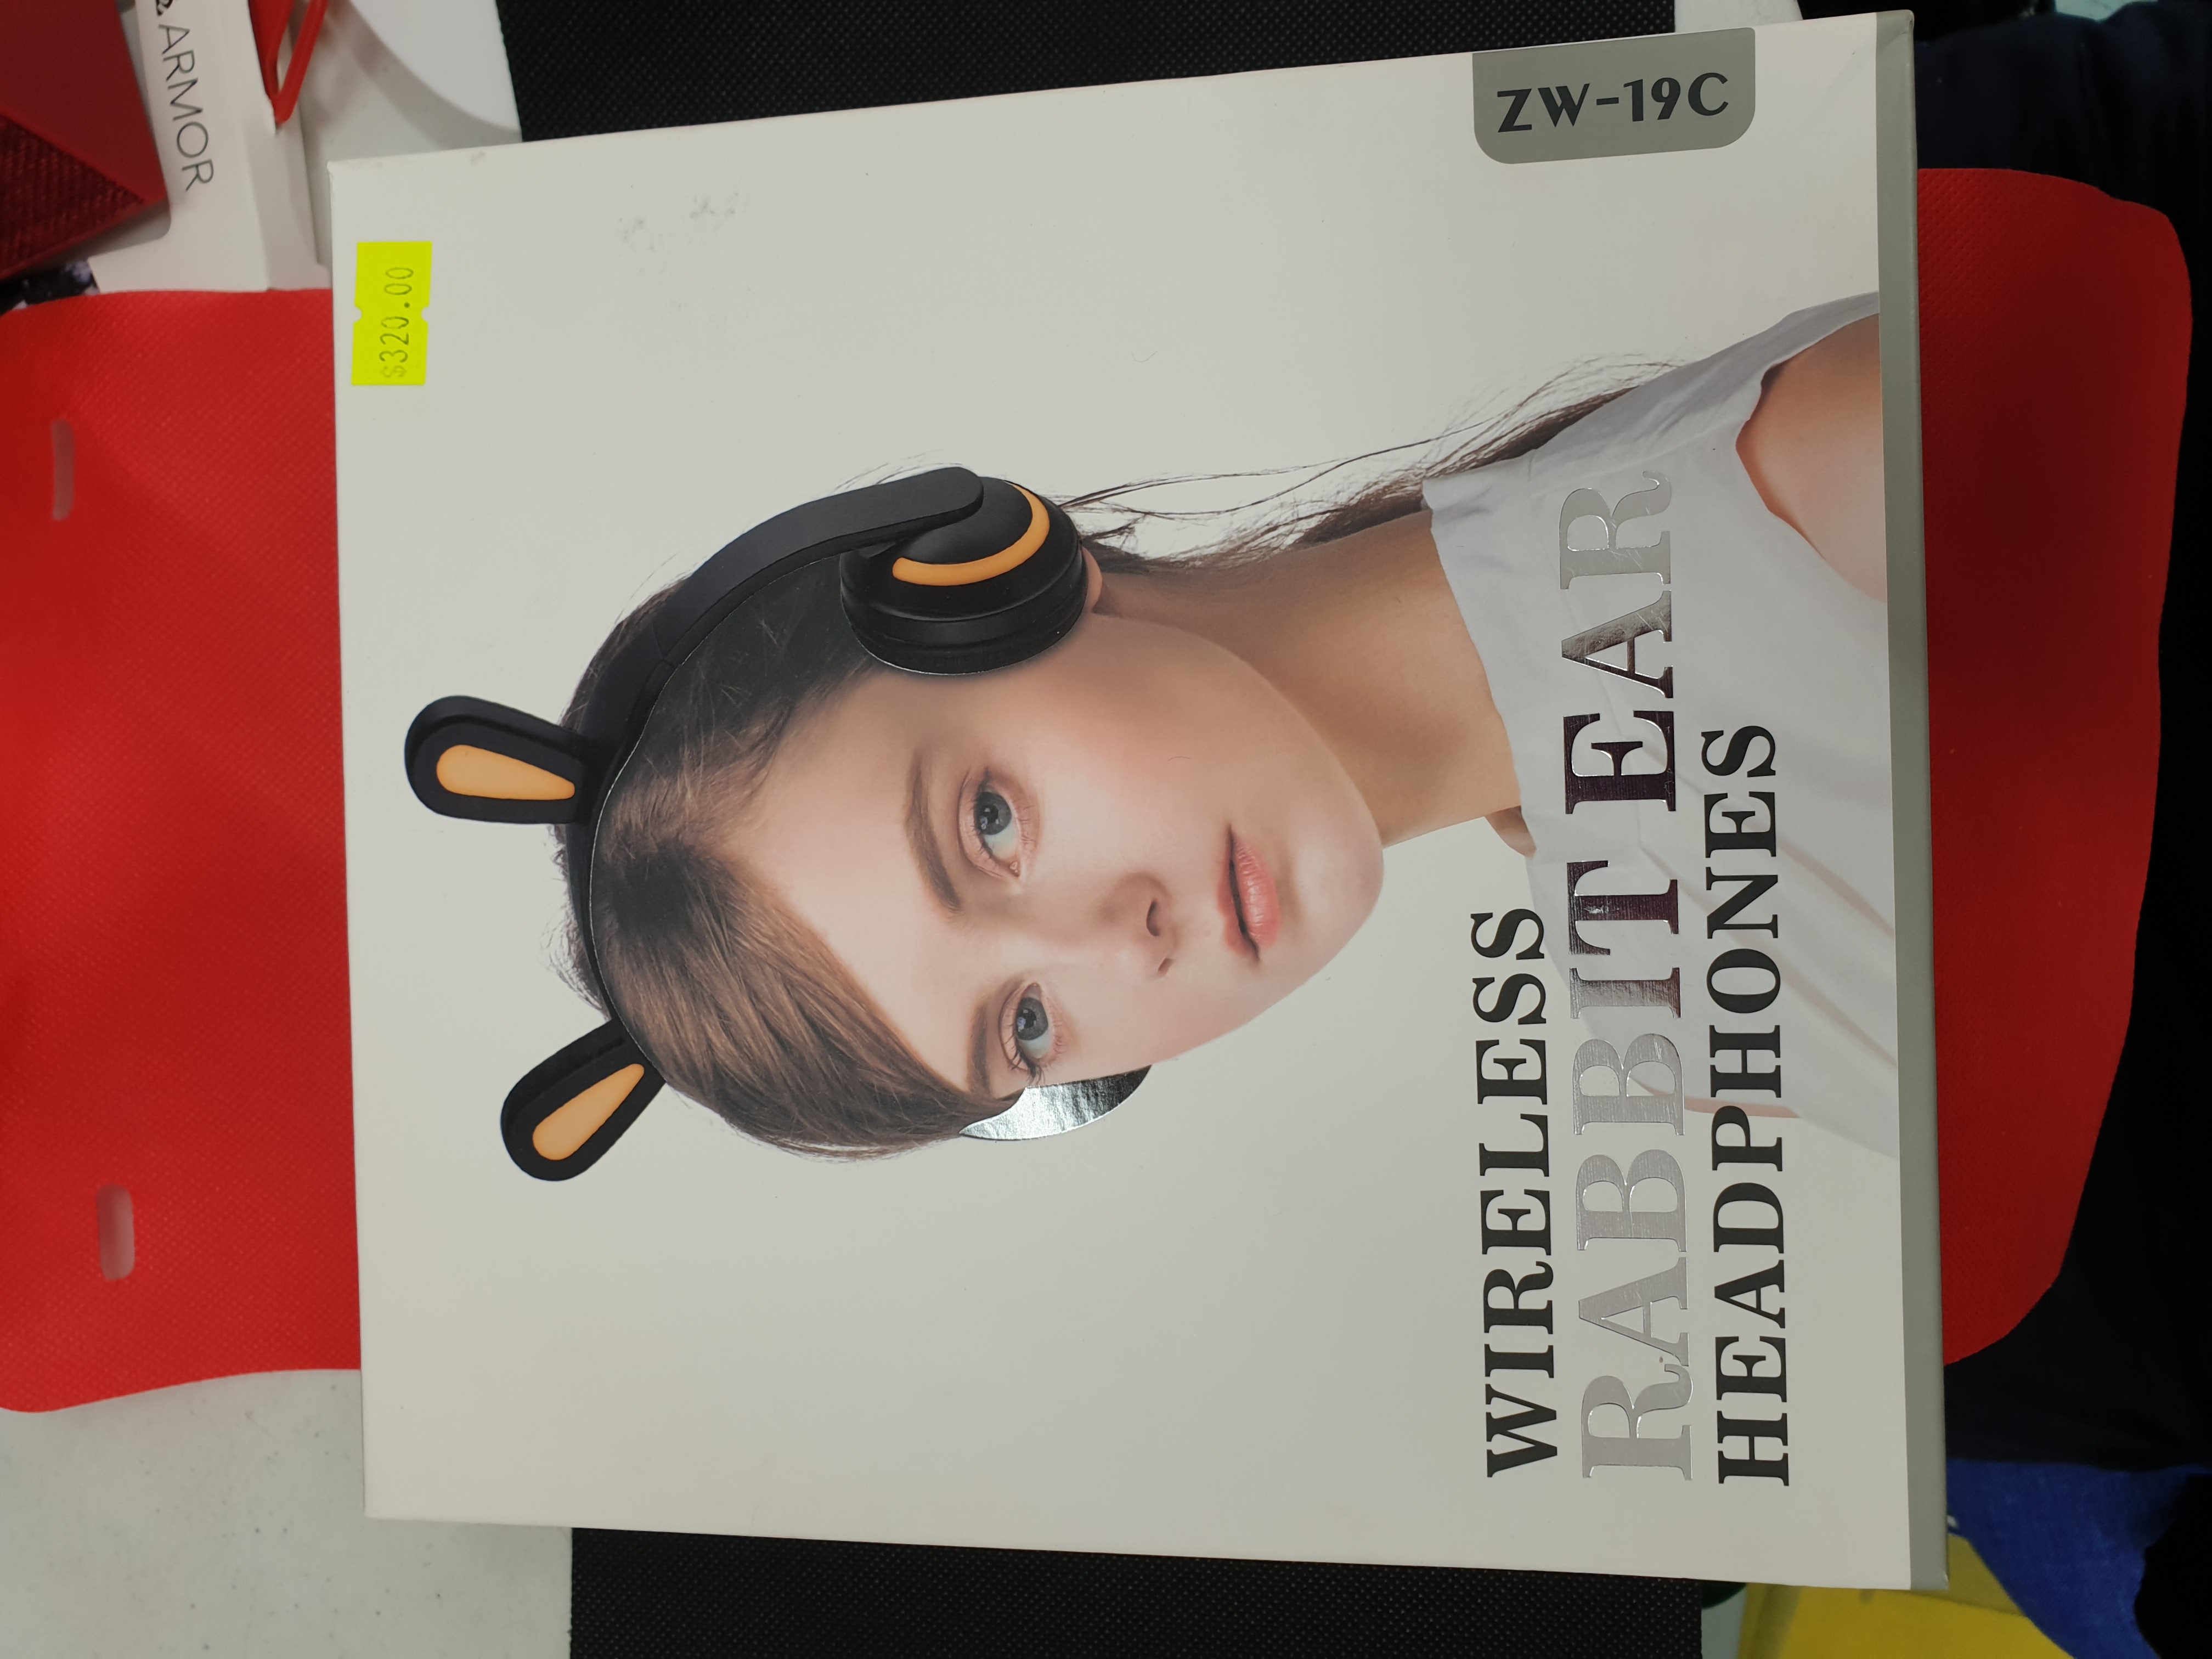 ARMOR
$320.00
WIRELESS
RABBIT EAR
HEADPHONES
ZW-19C